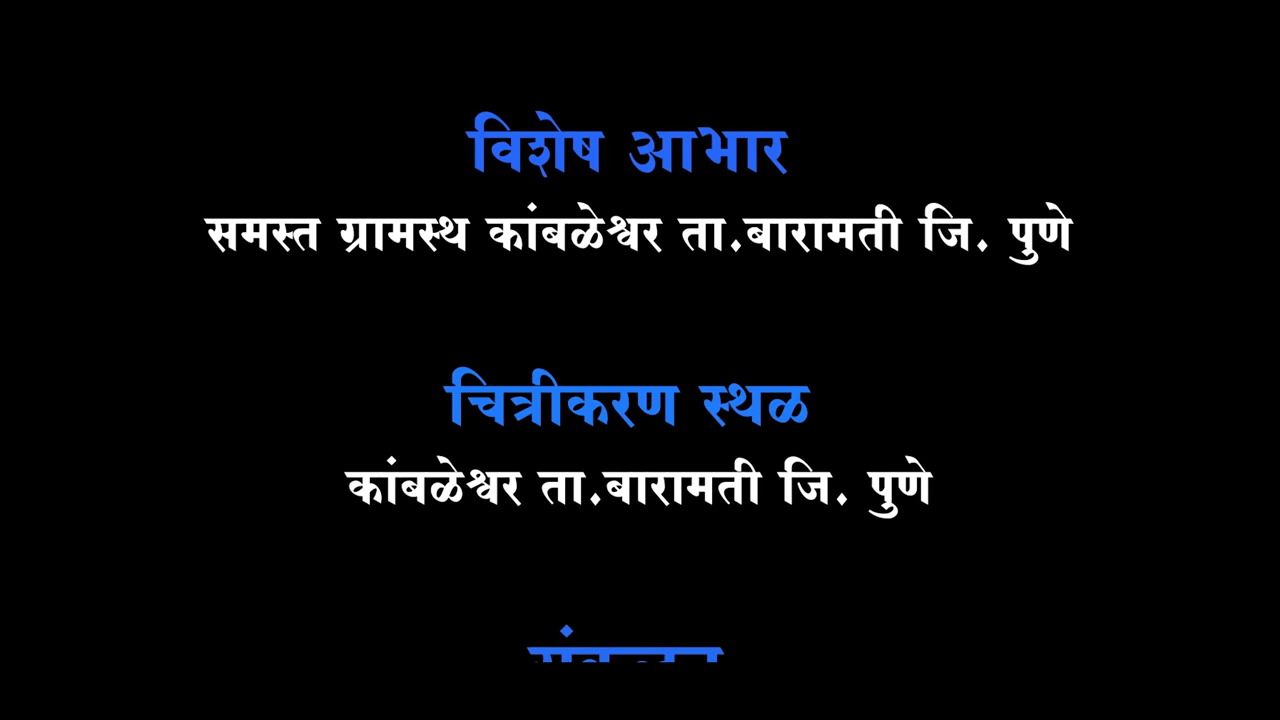 विशेष आभार
समस्त ग्रामस्थ कांबळेश्वर ता.बारामती जि. पुणे
चित्रीकरण स्थळ
कांबळेश्वर ता.बारामती जि. पुणे